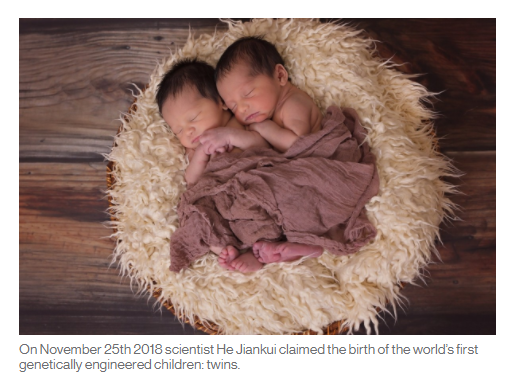 On November 25th 2018 scientist He Jiankui claimed the birth of the world's first
genetically engineered children: twins.